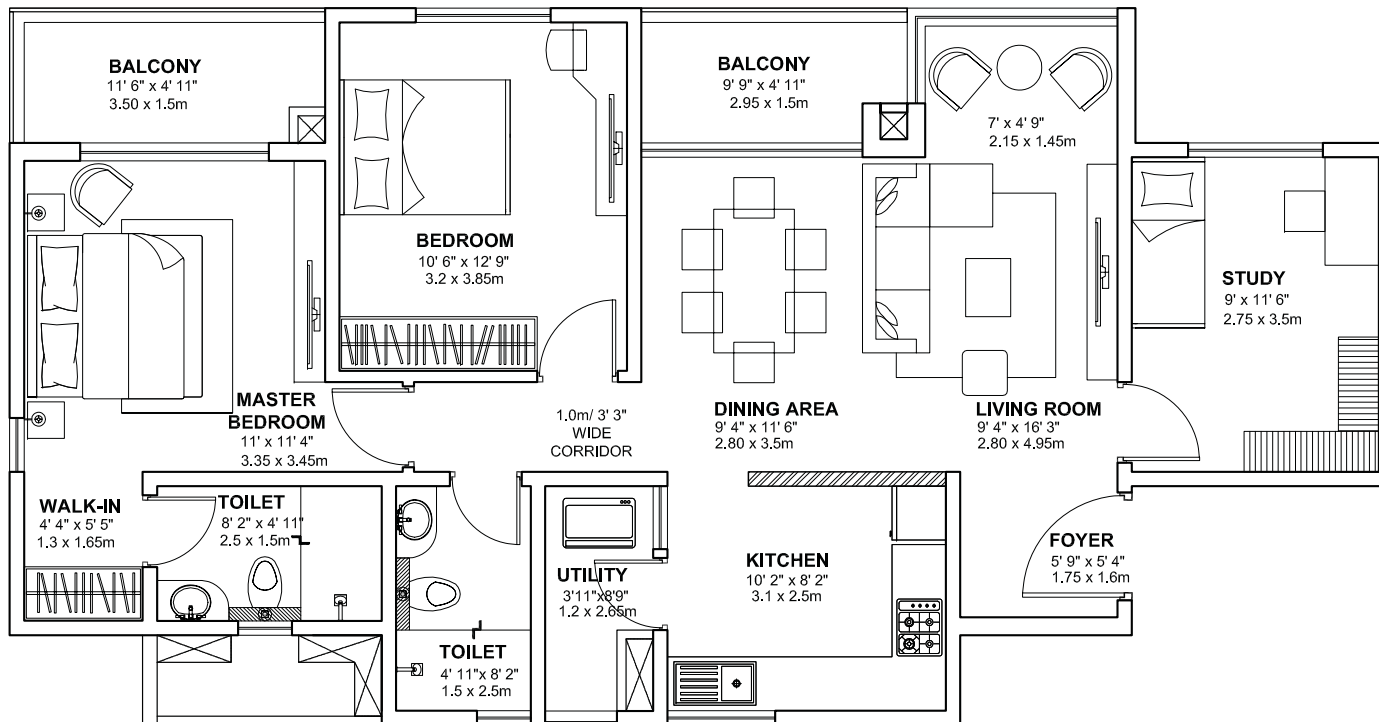 BALCONY
11' 6" x 4' 11"
3.50 x 1.5m
BALCONY
9' 9" x 4' 11"
2.95 x 1.5m
7' x 4' 9"
2.15 x 1.45m
BEDROOM
10' 6" x 12' 9"
3.2 x 3.85m
STUDY
9' x 11' 6"
2.75 x 3.5m
MASTER
BEDROOM
11' x 11' 4"
3.35 x 3.45m
1.0m/ 3' 3"
WIDE
CORRIDOR
DINING AREA
9' 4" x 11' 6"
2.80 x 3.5m
LIVING ROOM
9' 4" x 16' 3"
2.80 x 4.95m
WALK-IN
4' 4" x 5' 5"
1.3 x 1.65m
TOILET
8' 2" x 4' 11"
2.5 x 1.5m
UTILITY
3'11"x8'9"
1.2 x 2.65m
KITCHEN
10' 2" x 8' 2"
3.1 x 2.5m
FOYER
5' 9" x 5' 4"
1.75 x 1.6m
TOILET
4' 11"x 8' 2"
1.5 x 2.5m